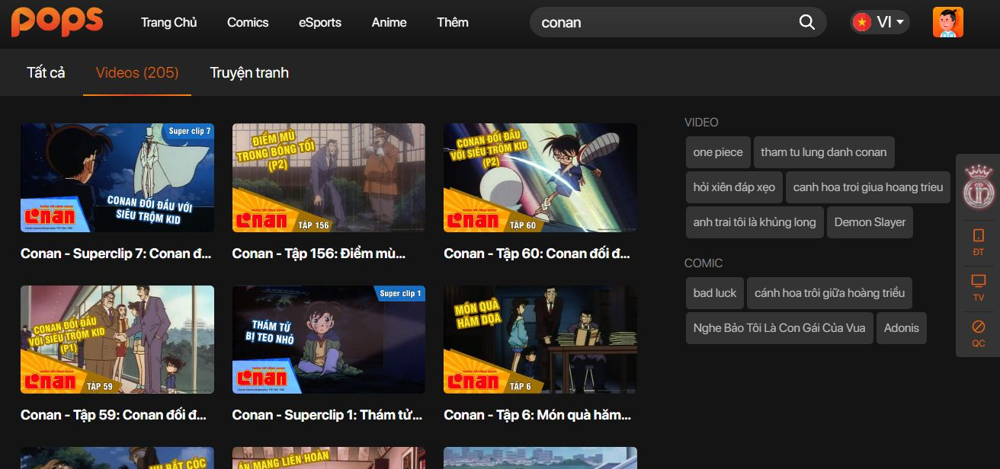 POPS
Trang Chủ
Comics
eSports
Anime
Thêm
conan
VI
Tất cả
Videos (205)
Truyện tranh
Super clip 7
CONAN ĐỐI ĐẦU VỚI
SIÊU TRỘM KID
conan
Conan - Superclip 7: Conan đ...
ĐIỂM MÙ
TRONG BÓNG TỐI
(P2)
conan
TẬP 156
Conan - Tập 156: Điểm mù...
CONAN ĐỐI ĐẦU
VỚI SIÊU TRỘM KID
(P2)
conan
TẬP 60
Conan - Tập 60: Conan đối đ...
CONAN ĐỐI ĐẦU
VỚI SIÊU TRỘM KID
(P1)
conan
TẬP 59
Conan - Tập 59: Conan đối đ...
Super clip 1
THÁM TỬ
BỊ TEO NHỎ
conan
Conan - Superclip 1: Thám tử...
MÓN QUÀ
HĂM DỌA
conan
TẬP 6
Conan - Tập 6: Món quà hăm...
VỤ BẮT CÓC
ÁN MẠNG LIÊN HOÀN
VIDEO
one piece
tham tu lung danh conan
hỏi xiên đáp xẹo
canh hoa troi giua hoang trieu
anh trai tôi là khủng long
Demon Slayer
COMIC
bad luck
cánh hoa trôi giữa hoàng triều
Nghe Bảo Tôi Là Con Gái Của Vua
Adonis
ĐT
TV
QC